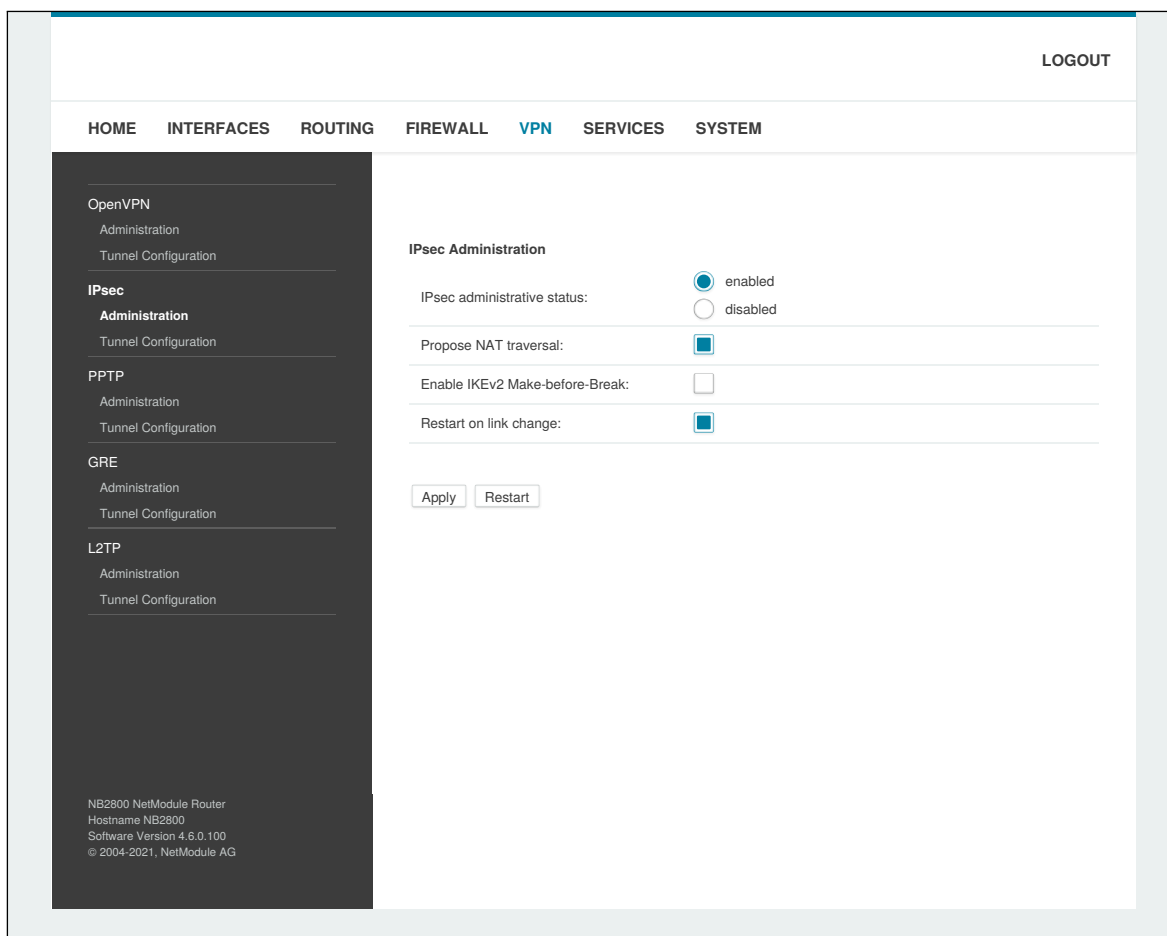 LOGOUT
HOME INTERFACES ROUTING FIREWALL VPN SERVICES SYSTEM
OpenVPN
Administration
Tunnel Configuration
IPsec
Administration
Tunnel Configuration
PPTP
Administration
Tunnel Configuration
GRE
Administration
Tunnel Configuration
L2TP
Administration
Tunnel Configuration
NB2800 NetModule Router
Hostname NB2800
Software Version 4.6.0.100
© 2004-2021, NetModule AG
IPsec Administration
IPsec administrative status:
enabled
disabled
Propose NAT traversal:
Enable IKEv2 Make-before-Break:
Restart on link change:
Apply Restart